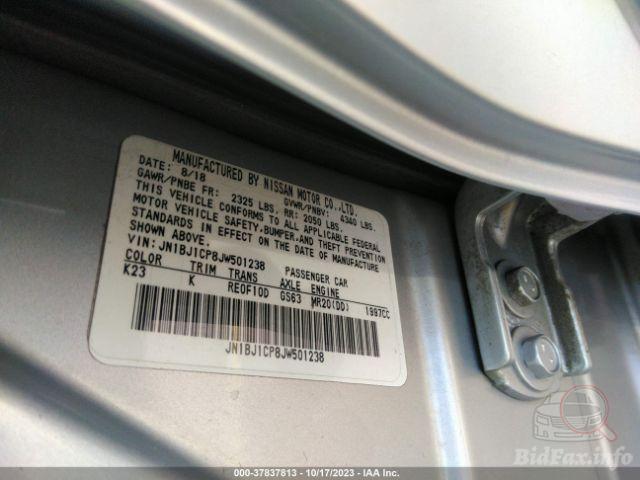 MANUFACTURED BY NISSAN MOTOR CO.,LTD.
DATE: 8/18 GVWR/PNBV: 4340 LBS.
GAWR/PNBE FR: 2325 LBS, RR: 2050 LBS.
THIS VEHICLE CONFORMS TO ALL APPLICABLE FEDERAL
MOTOR VEHICLE SAFETY,BUMPER,AND THEFT PREVENTION
STANDARDS IN EFFECT ON THE DATE OF MANUFACTURE
SHOWN ABOVE.
VIN: JN1BJ1CP8JW501238 PASSENGER CAR
COLOR TRIM TRANS AXLE ENGINE
K23 K RE0F10D GS63 MR20(DD) 1997CC
JN1BJ1CP8JW501238
BidFax.info
000-37837813 - 10/17/2023 - IAA Inc.